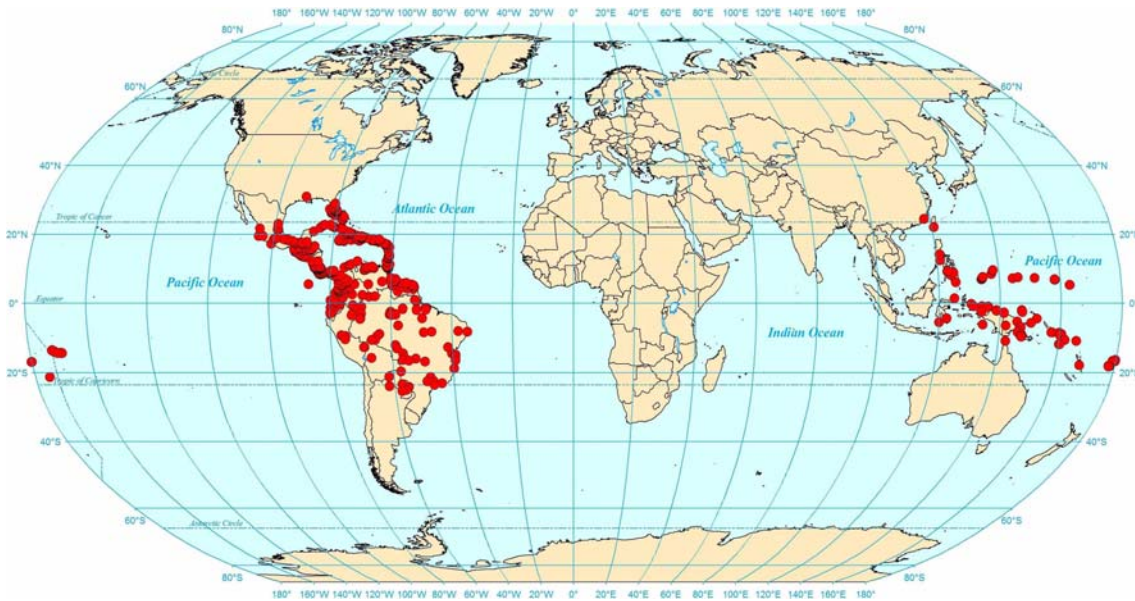 180° 160°W 140°W 120°W 100°W 80°W 60°W 40°W 20°W 0° 20°E 40°E 60°E 80°E 100°E 120°E 140°E 160°E 180°
80°N 80°N
60°N 60°N
40°N 40°N
Tropic of Cancer
Atlantic Ocean
20°N 20°N
Pacific Ocean Pacific Ocean
Equator
0° 0°
Indian Ocean
20°S Tropic of Capricorn 20°S
40°S 40°S
60°S Antarctic Circle 60°S
80°S 80°S
180° 160°W 140°W 120°W 100°W 80°W 60°W 40°W 20°W 0° 20°E 40°E 60°E 80°E 100°E 120°E 140°E 160°E 180°